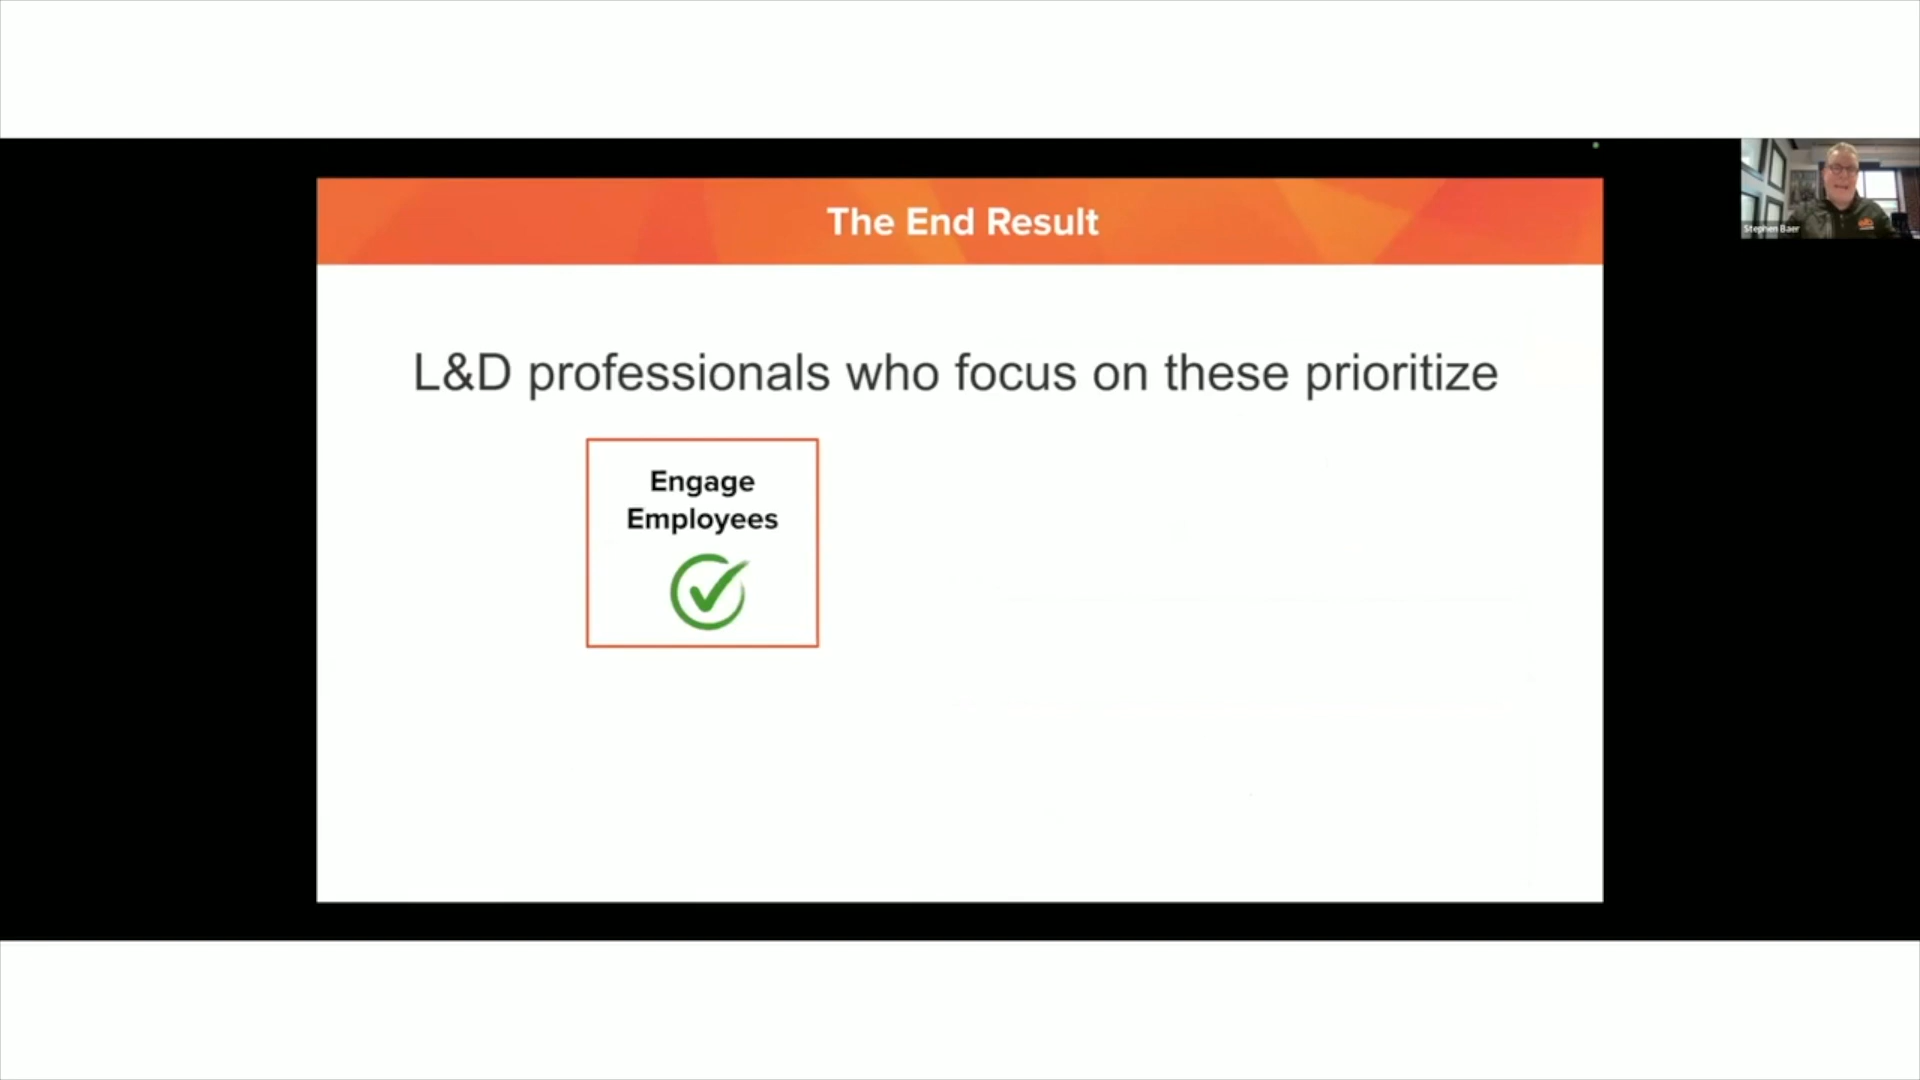 The End Result
L&D professionals who focus on these prioritize
Engage
Employees
Stephen Baer